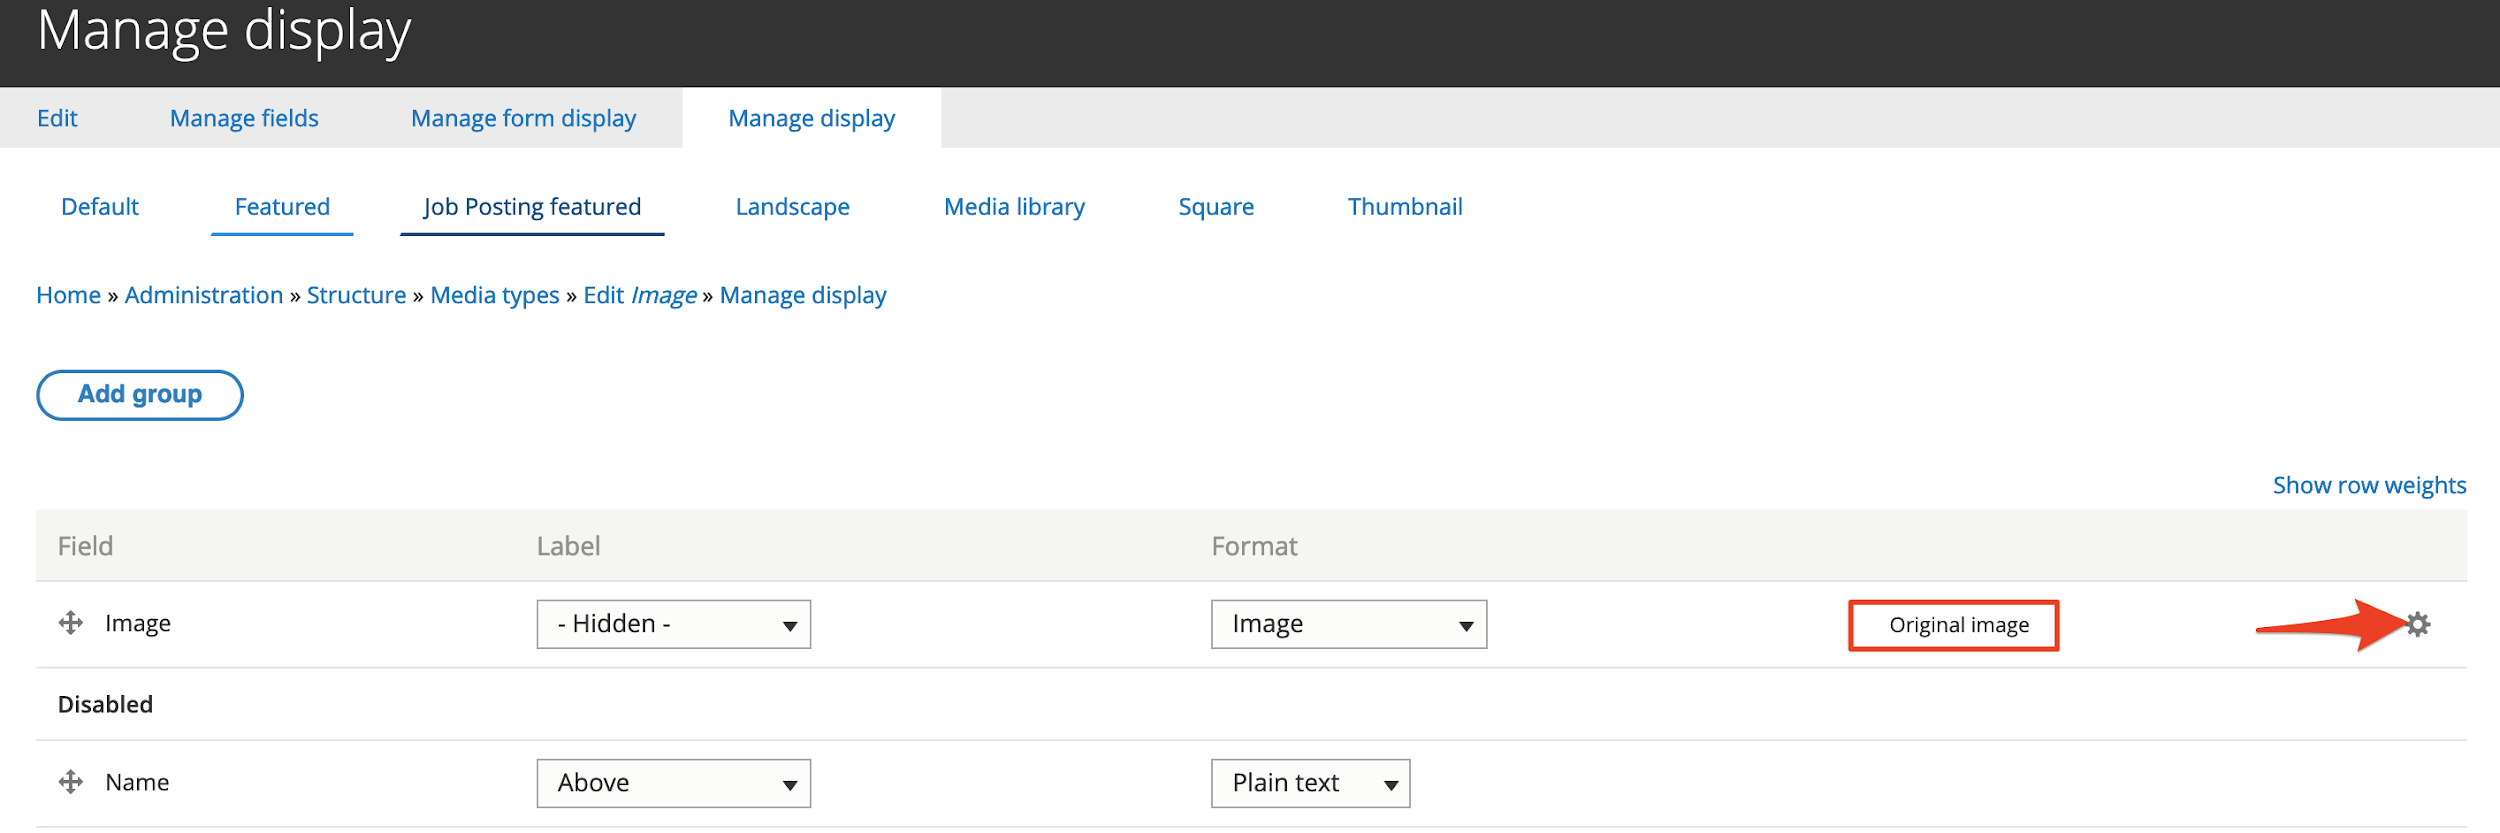 Manage display
Edit Manage fields Manage form display Manage display
Default Featured Job Posting featured Landscape Media library Square Thumbnail
Home » Administration » Structure » Media types » Edit Image » Manage display
Add group
Show row weights
Field Label Format
Image - Hidden - Image Original image
Disabled
Name Above Plain text